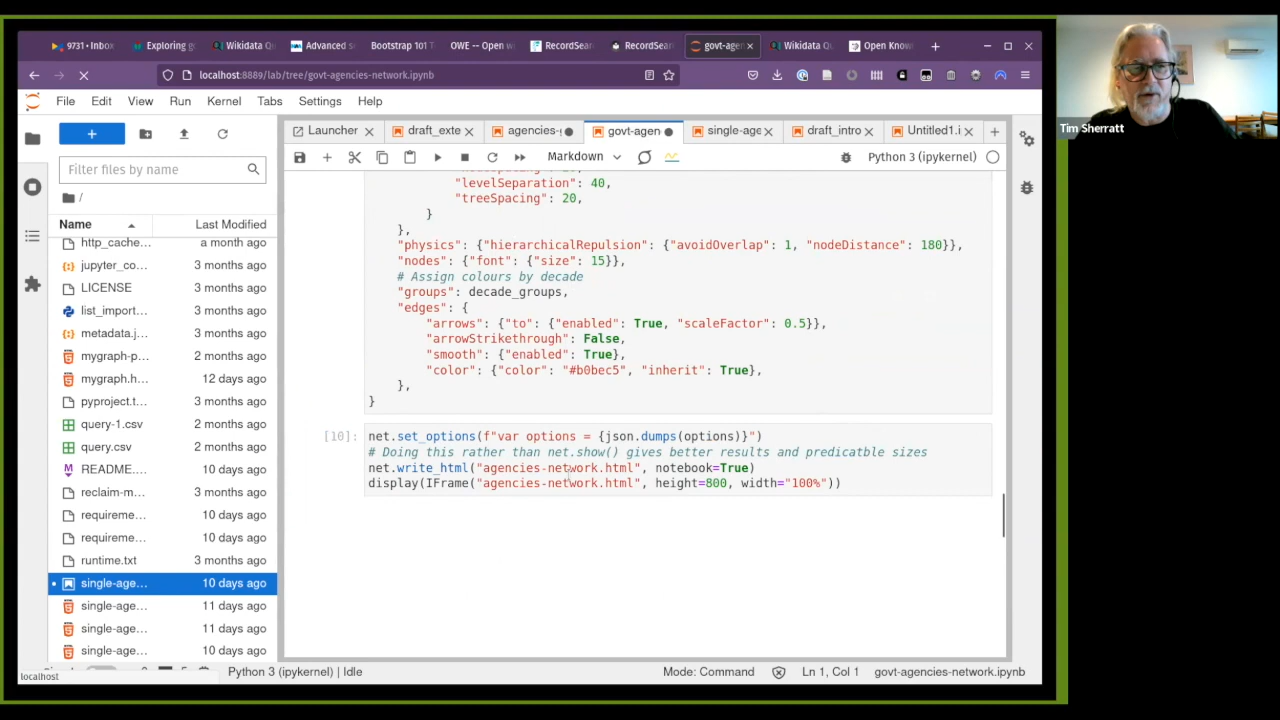 9731 · Inbox
Exploring g
Wikidata Qu
Advanced s
Bootstrap 101 T
OWE -- Open w
RecordSear
RecordSear
govt-agen
Wikidata Qu
Open Know
localhost:8889/lab/tree/govt-agencies-network.ipynb
File Edit View Run Kernel Tabs Settings Help
Launcher
draft_exte
agencies-
govt-agen
single-age
draft_intro
Untitled1.i
Markdown
Python 3 (ipykernel)
Filter files by name
/
Name Last Modified
http_cache... a month ago
jupyter_co... 3 months ago
LICENSE 3 months ago
list_import... 3 months ago
metadata.j... 3 months ago
mygraph-p... 2 months ago
mygraph.h... 12 days ago
pyproject.t... 3 months ago
query-1.csv 2 months ago
query.csv 2 months ago
README.... 10 days ago
reclaim-m... 3 months ago
requireme... 10 days ago
requireme... 10 days ago
runtime.txt 3 months ago
single-age... 10 days ago
single-age... 11 days ago
single-age... 11 days ago
single-age... 10 days ago
"levelSeparation": 40,
"treeSpacing": 20,
}
},
"physics": {"hierarchicalRepulsion": {"avoidOverlap": 1, "nodeDistance": 180}},
"nodes": {"font": {"size": 15}},
# Assign colours by decade
"groups": decade_groups,
"edges": {
"arrows": {"to": {"enabled": True, "scaleFactor": 0.5}},
"arrowStrikethrough": False,
"smooth": {"enabled": True},
"color": {"color": "#b0bec5", "inherit": True},
},
}
[10]:
net.set_options(f"var options = {json.dumps(options)}")
# Doing this rather than net.show() gives better results and predicatble sizes
net.write_html("agencies-network.html", notebook=True)
display(IFrame("agencies-network.html", height=800, width="100%"))
Python 3 (ipykernel) | Idle
Mode: Command
Ln 1, Col 1
govt-agencies-network.ipynb
localhost
Tim Sherratt